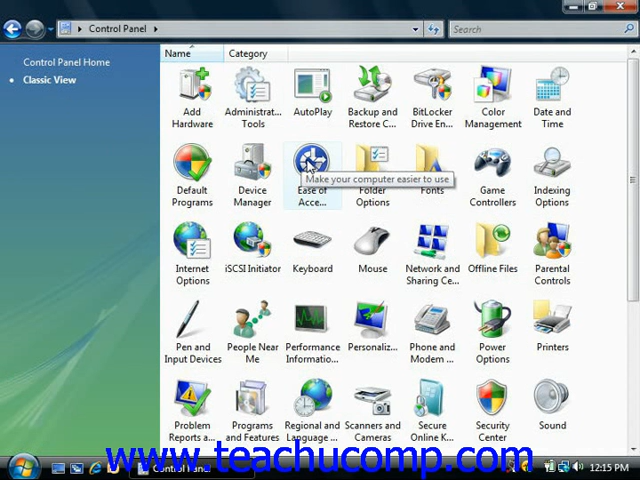 Control Panel
Search
Control Panel Home
Classic View
Name
Category
Add Hardware
Administrat... Tools
AutoPlay
Backup and Restore C...
BitLocker Drive En...
Color Management
Date and Time
Make your computer easier to use
Default Programs
Device Manager
Ease of Acce...
Folder Options
Fonts
Game Controllers
Indexing Options
Internet Options
iSCSI Initiator
Keyboard
Mouse
Network and Sharing Ce...
Offline Files
Parental Controls
Pen and Input Devices
People Near Me
Performance Informatio...
Personaliz...
Phone and Modem ...
Power Options
Printers
Problem Reports a...
Programs and Features
Regional and Language ...
Scanners and Cameras
Secure Online K...
Security Center
Sound
www.teachucomp.com
Control Panel
12:15 PM